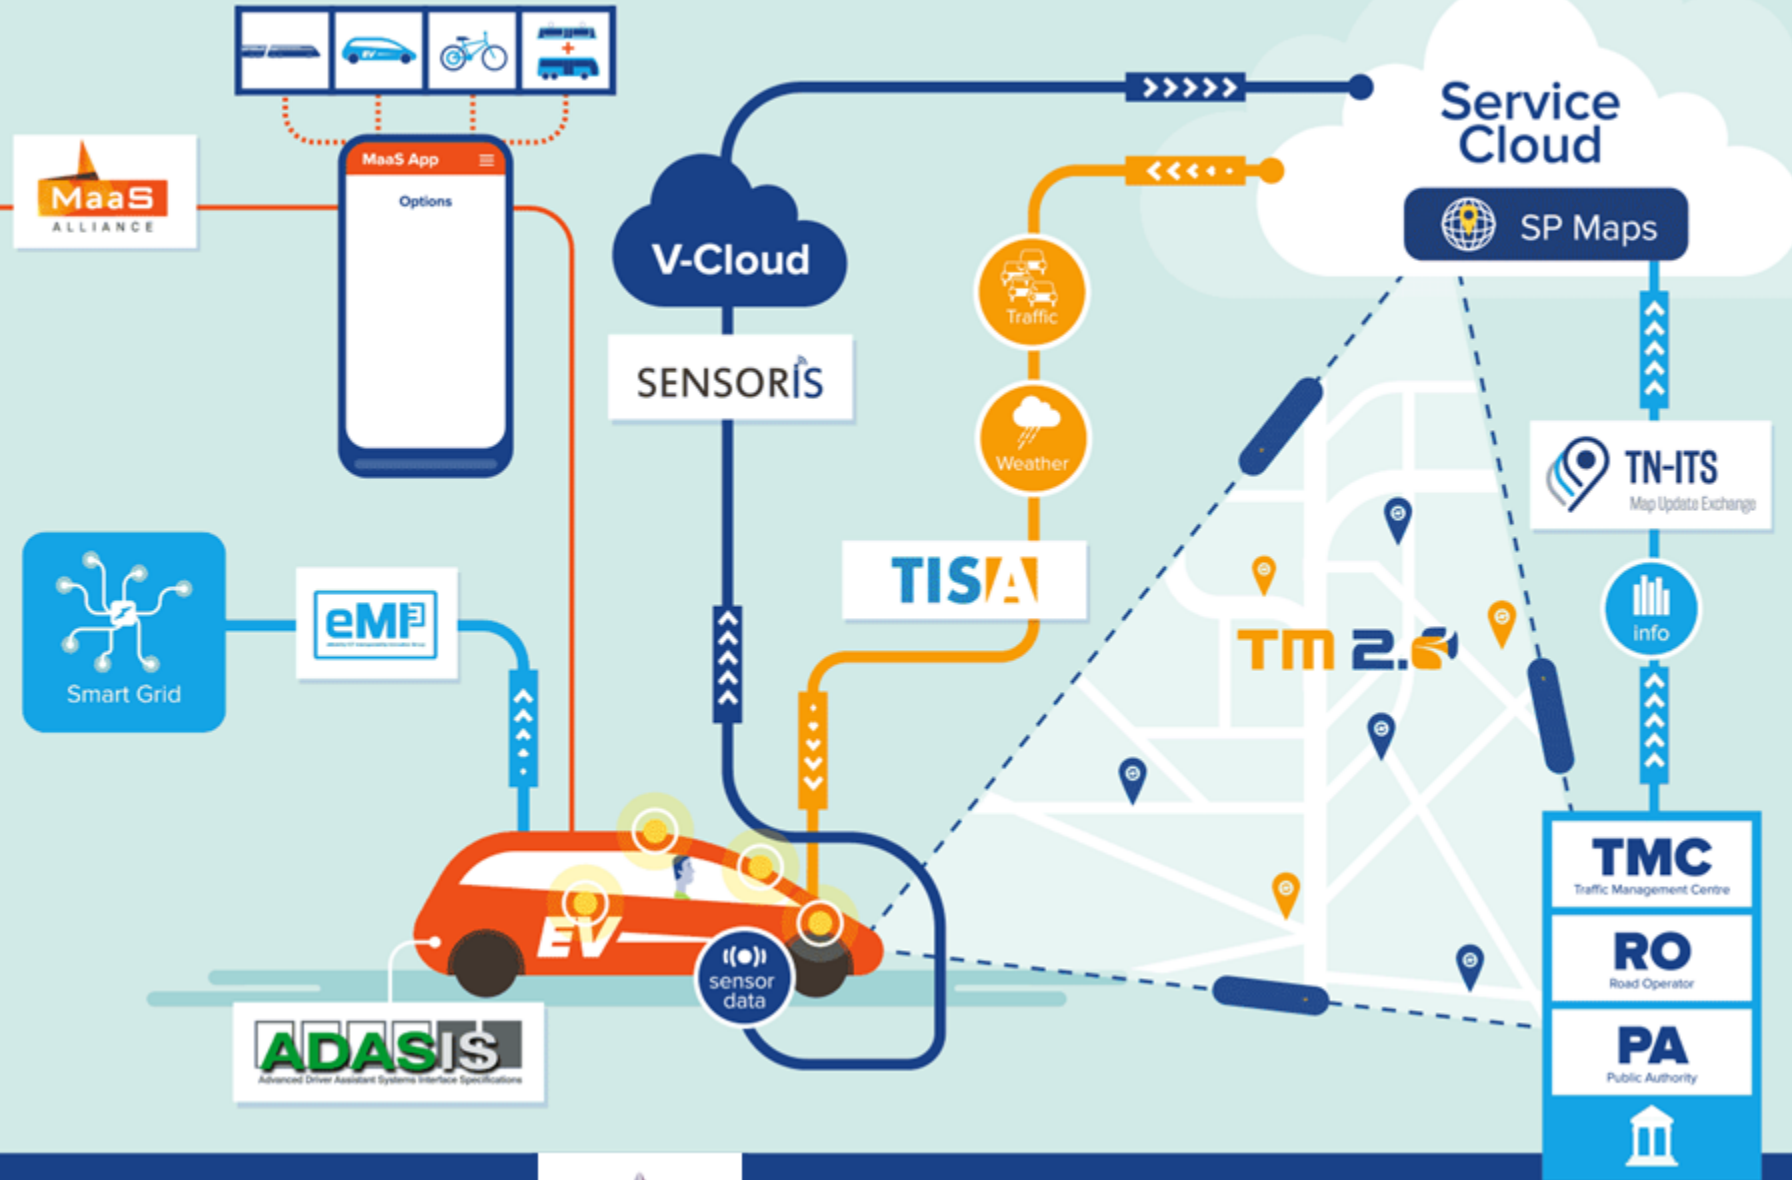 EV
MaaS
ALLIANCE
MaaS App
Options
V-Cloud
SENSORIS
Service
Cloud
SP Maps
Traffic
Weather
TISA
TN-ITS
Map Update Exchange
info
TM 2.0
Smart Grid
eMI3
EV
sensor
data
ADASIS
Advanced Driver Assistant Systems Interface Specifications
TMC
Traffic Management Centre
RO
Road Operator
PA
Public Authority